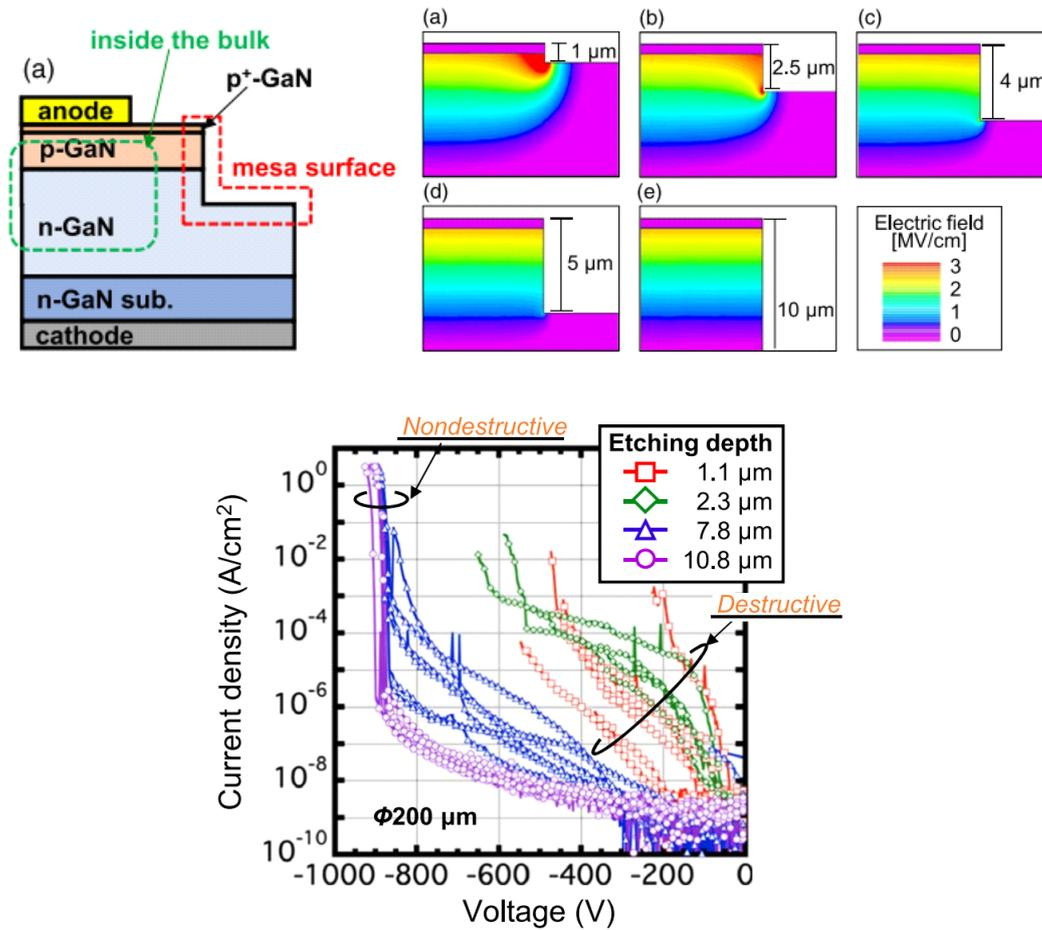 inside the bulk
(a)
p⁺-GaN
anode
p-GaN
mesa surface
n-GaN
n-GaN sub.
cathode
(a)
1 µm
(b)
2.5 µm
(c)
4 µm
(d)
5 µm
(e)
10 µm
Electric field
[MV/cm]
3
2
1
0
Nondestructive
Etching depth
1.1 µm
2.3 µm
7.8 µm
10.8 µm
Destructive
Current density (A/cm²)
10⁰
10⁻²
10⁻⁴
10⁻⁶
10⁻⁸
10⁻¹⁰
Φ200 µm
-1000 -800 -600 -400 -200 0
Voltage (V)